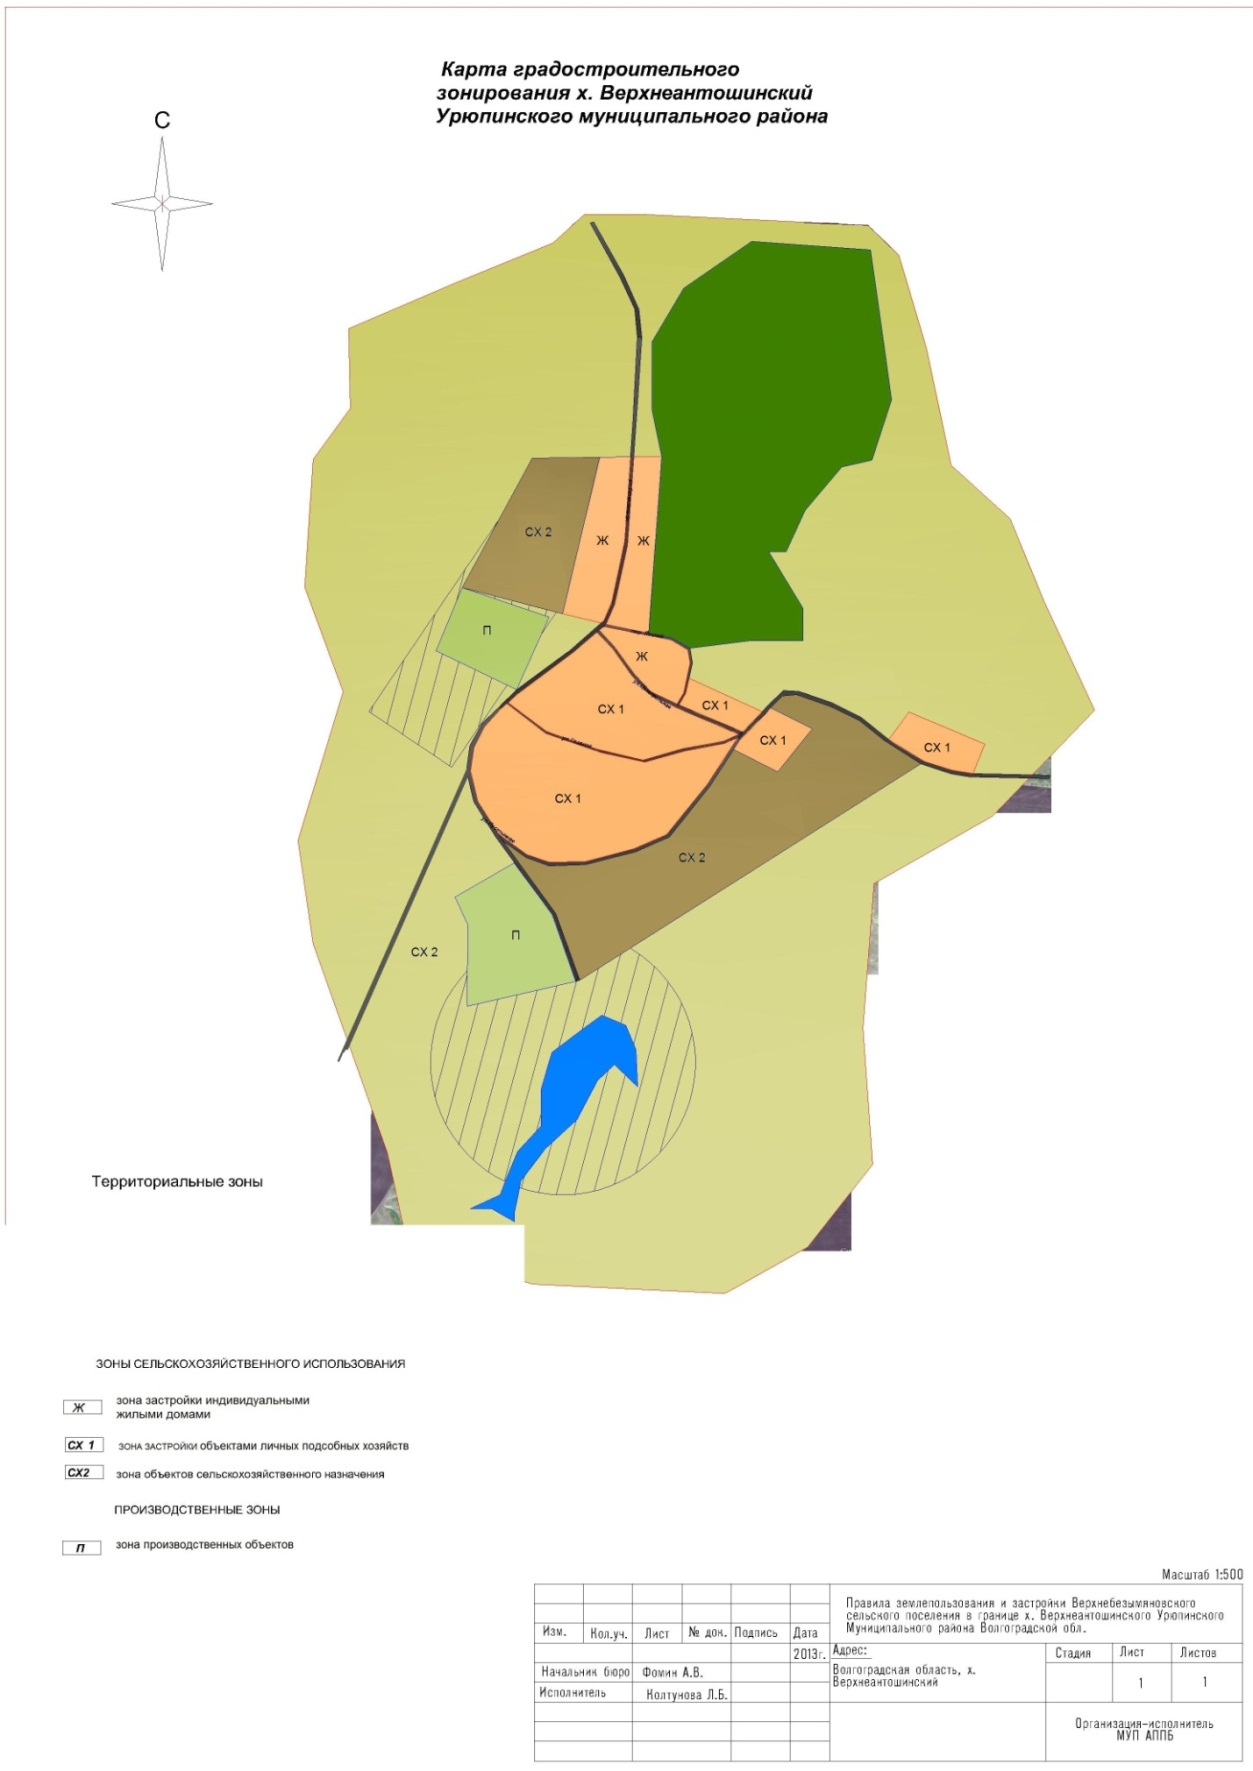 Карта градостроительного
зонирования х. Верхнеантошинский
Урюпинского муниципального района
С
СХ 2
Ж
Ж
П
Ж
СХ 1
СХ 1
СХ 1
СХ 1
СХ 1
СХ 2
П
СХ 2
Территориальные зоны
ЗОНЫ СЕЛЬСКОХОЗЯЙСТВЕННОГО ИСПОЛЬЗОВАНИЯ
Ж зона застройки индивидуальными
жилыми домами
СХ 1 ЗОНА ЗАСТРОЙКИ объектами личных подсобных хозяйств
СХ2 зона объектов сельскохозяйственного назначения
ПРОИЗВОДСТВЕННЫЕ ЗОНЫ
П зона производственных объектов
Масштаб 1:500
Правила землепользования и застройки Верхнебезымяновского
сельского поселения в границе х. Верхнеантошинского Урюпинского
Муниципального района Волгоградской обл.
Изм. Кол.уч. Лист № док. Подпись Дата
2013г.
Адрес:
Волгоградская область, х.
Верхнеантошинский
Стадия Лист Листов
1 1
Начальник бюро Фомин А.В.
Исполнитель Колтунова Л.Б.
Организация-исполнитель
МУП АППБ